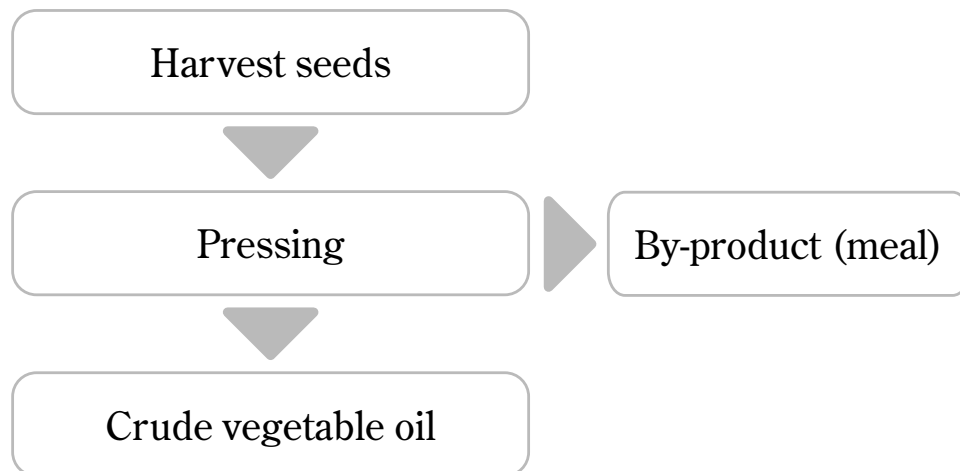 Harvest seeds
Pressing
By-product (meal)
Crude vegetable oil